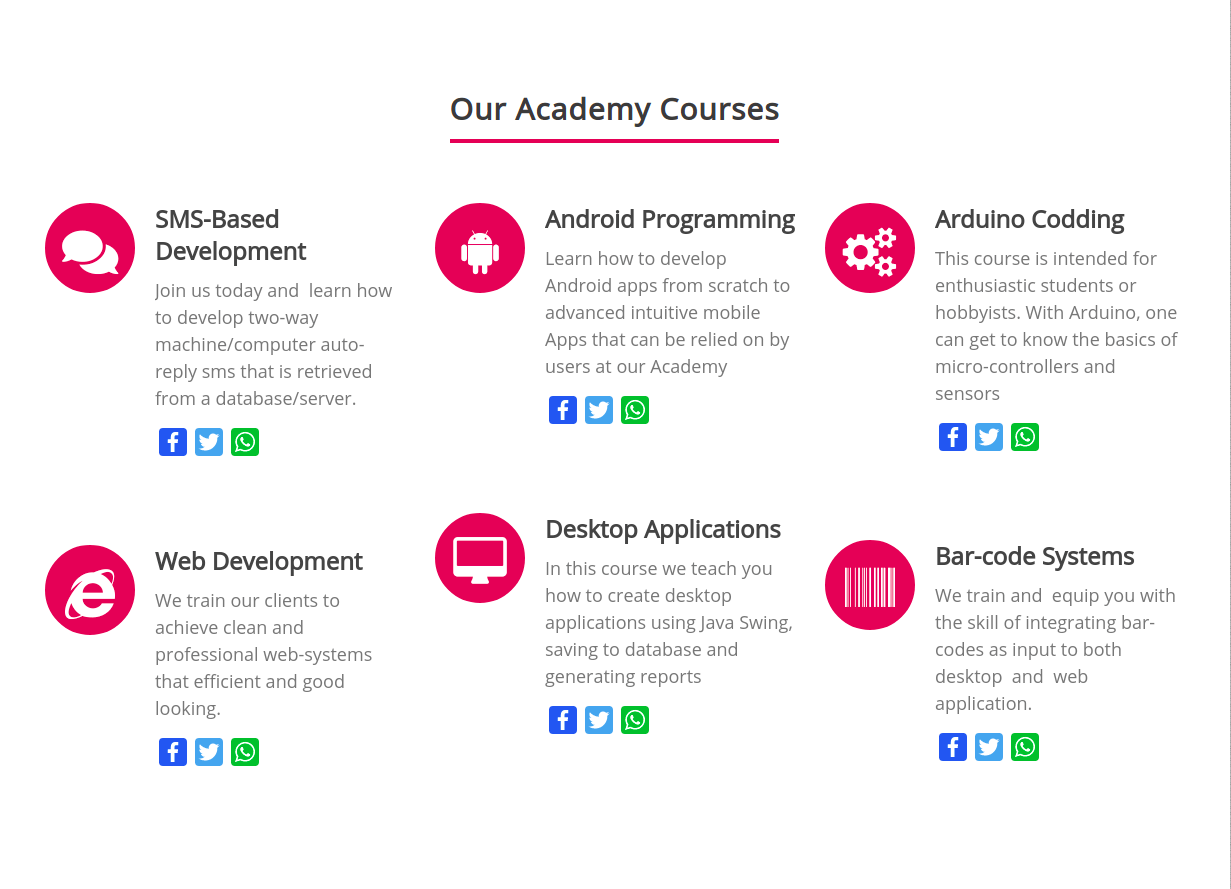 Our Academy Courses
SMS-Based
Development
Join us today and  learn how
to develop two-way
machine/computer auto-
reply sms that is retrieved
from a database/server.
Android Programming
Learn how to develop
Android apps from scratch to
advanced intuitive mobile
Apps that can be relied on by
users at our Academy
Arduino Codding
This course is intended for
enthusiastic students or
hobbyists. With Arduino, one
can get to know the basics of
micro-controllers and
sensors
Web Development
We train our clients to
achieve clean and
professional web-systems
that efficient and good
looking.
Desktop Applications
In this course we teach you
how to create desktop
applications using Java Swing,
saving to database and
generating reports
Bar-code Systems
We train and  equip you with
the skill of integrating bar-
codes as input to both
desktop  and  web
application.